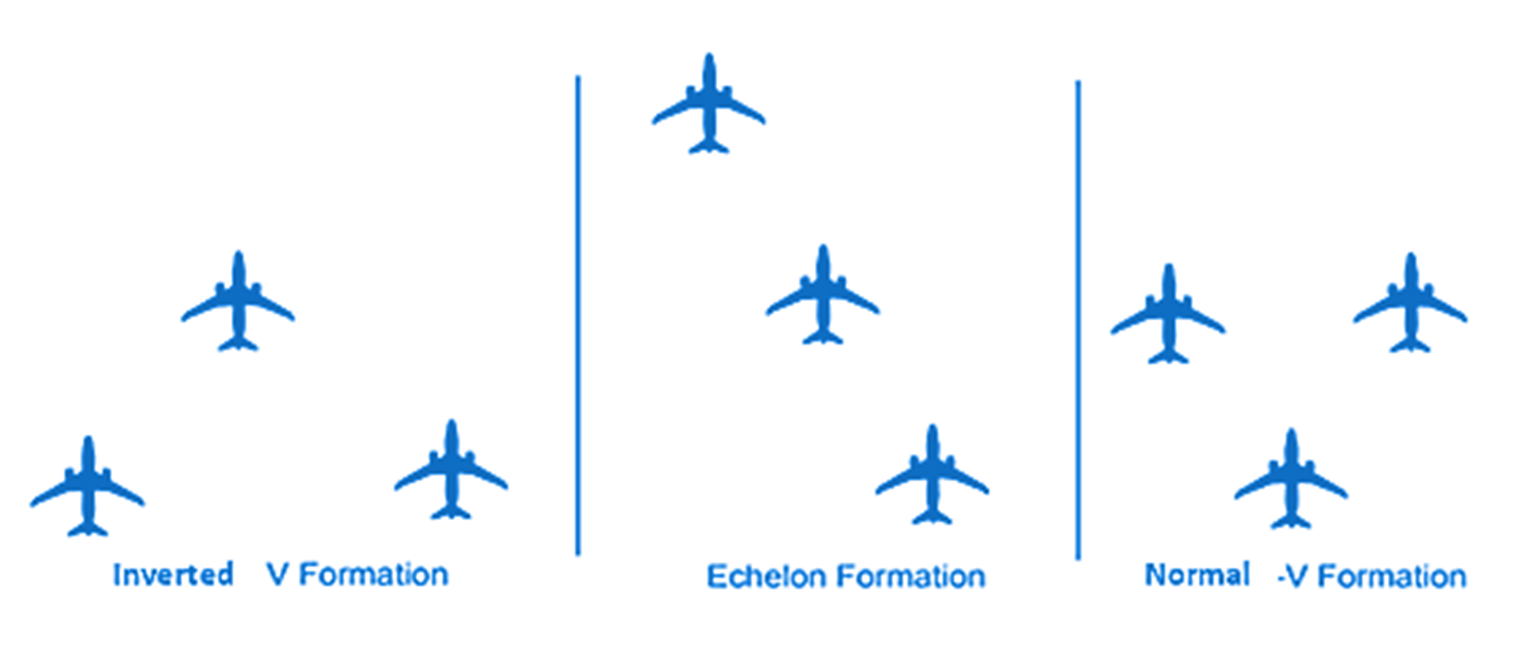 Inverted V Formation
Echelon Formation
Normal -V Formation